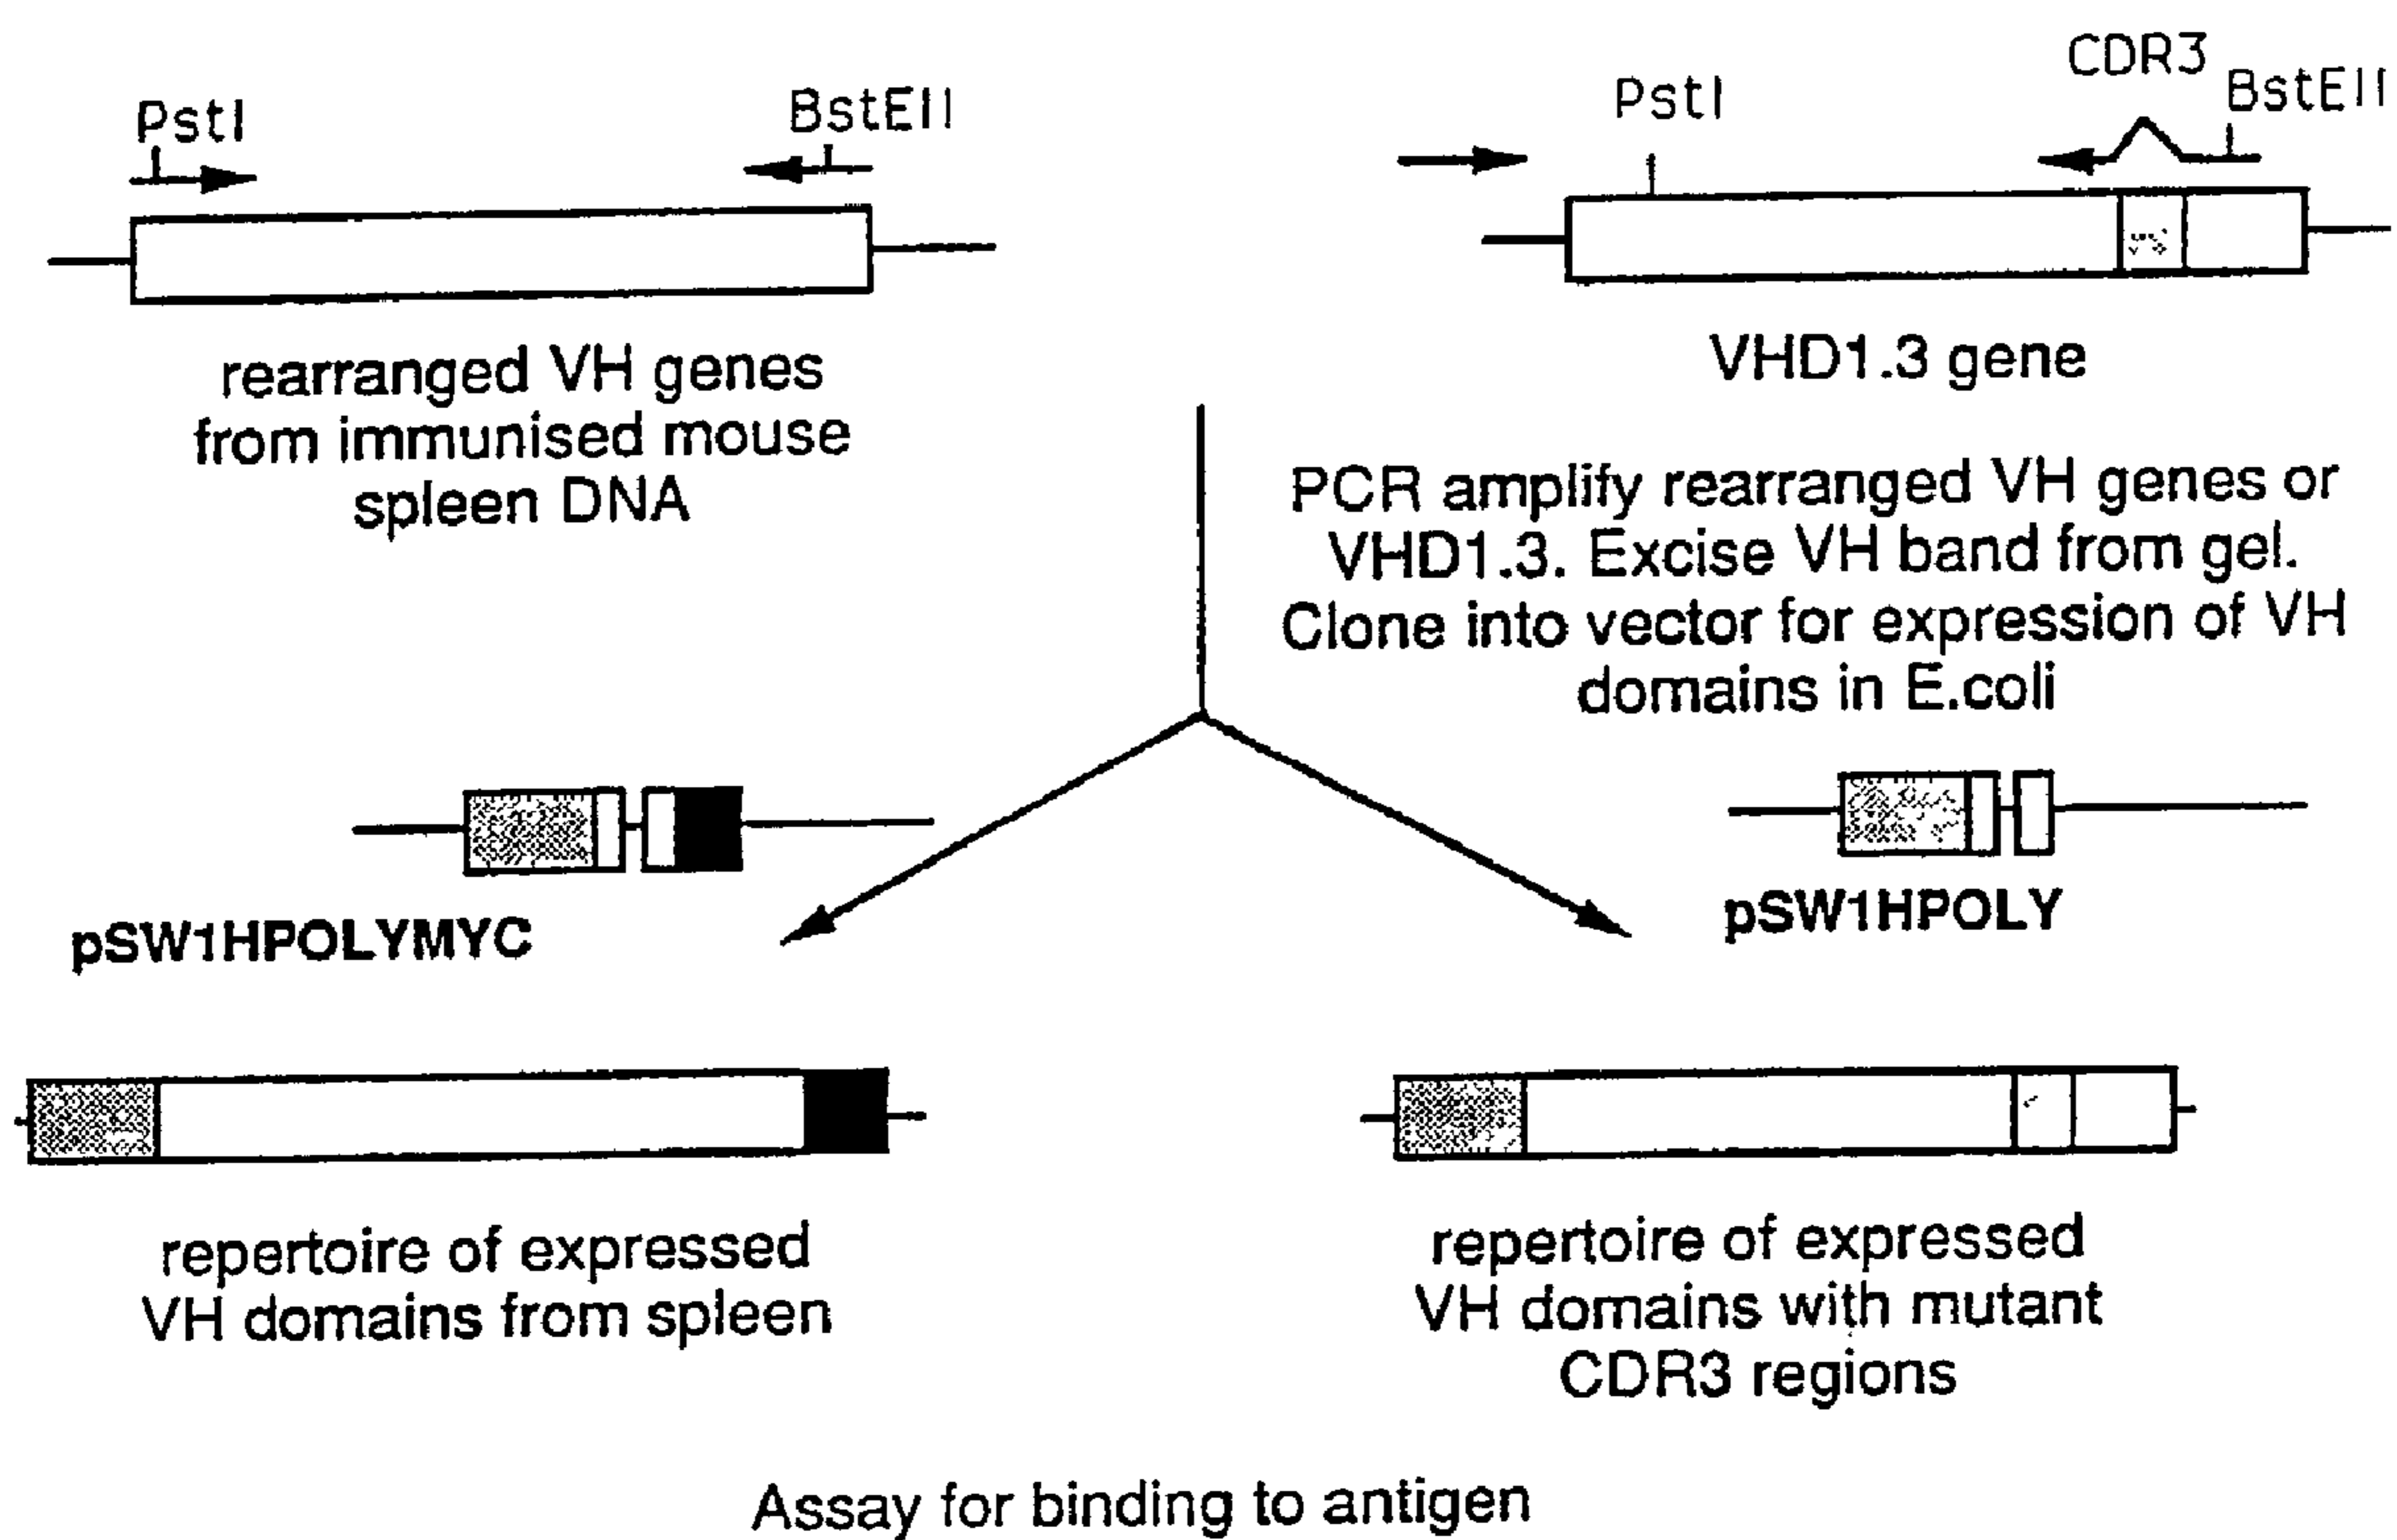 PstI
BstEII
rearranged VH genes
from immunised mouse
spleen DNA
PstI
CDR3
BstEII
VHD1.3 gene
PCR amplify rearranged VH genes or
VHD1.3. Excise VH band from gel.
Clone into vector for expression of VH
domains in E.coli
pSW1HPOLYMYC
pSW1HPOLY
repertoire of expressed
VH domains from spleen
repertoire of expressed
VH domains with mutant
CDR3 regions
Assay for binding to antigen